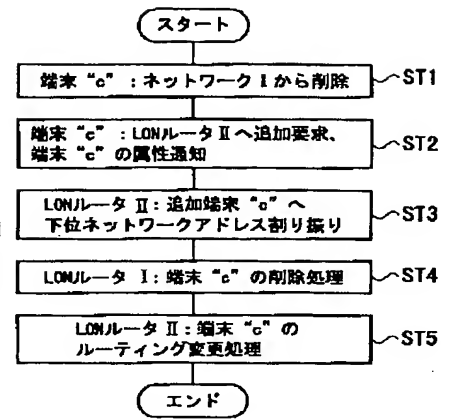 スタート
端末“c”:ネットワークⅠから削除
ST1
端末“c”:LONルータⅡへ追加要求、
端末“c”の属性通知
ST2
LONルータ Ⅱ:追加端末“c”へ
下位ネットワークアドレス割り振り
ST3
LONルータ Ⅰ:端末“c”の削除処理
ST4
LONルータ Ⅱ:端末“c”の
ルーティング変更処理
ST5
エンド